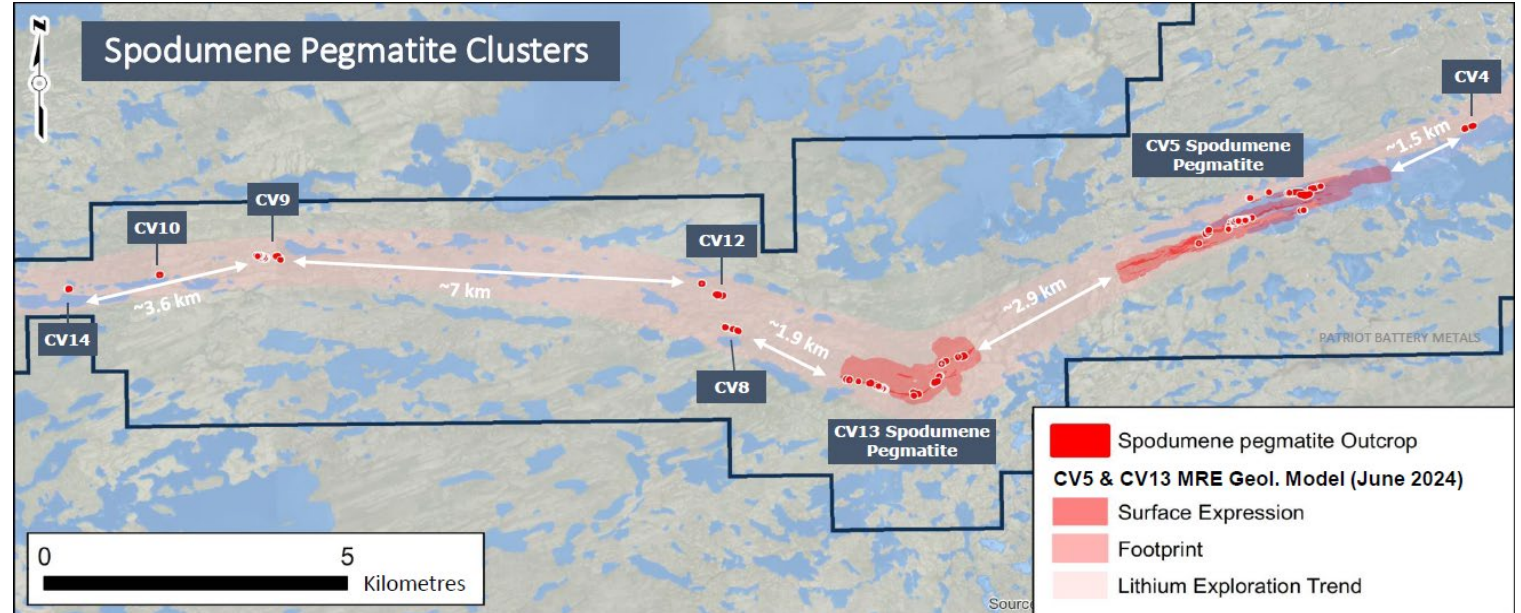 N
Spodumene Pegmatite Clusters
CV4
~1.5 km
CV5 Spodumene
Pegmatite
CV9
CV10
CV12
~7 km
~3.6 km
CV14
~2.9 km
~1.9 km
CV8
PATRIOT BATTERY METALS
CV13 Spodumene
Pegmatite
Spodumene pegmatite Outcrop
CV5 & CV13 MRE Geol. Model (June 2024)
Surface Expression
Footprint
Lithium Exploration Trend
0 5
Kilometres